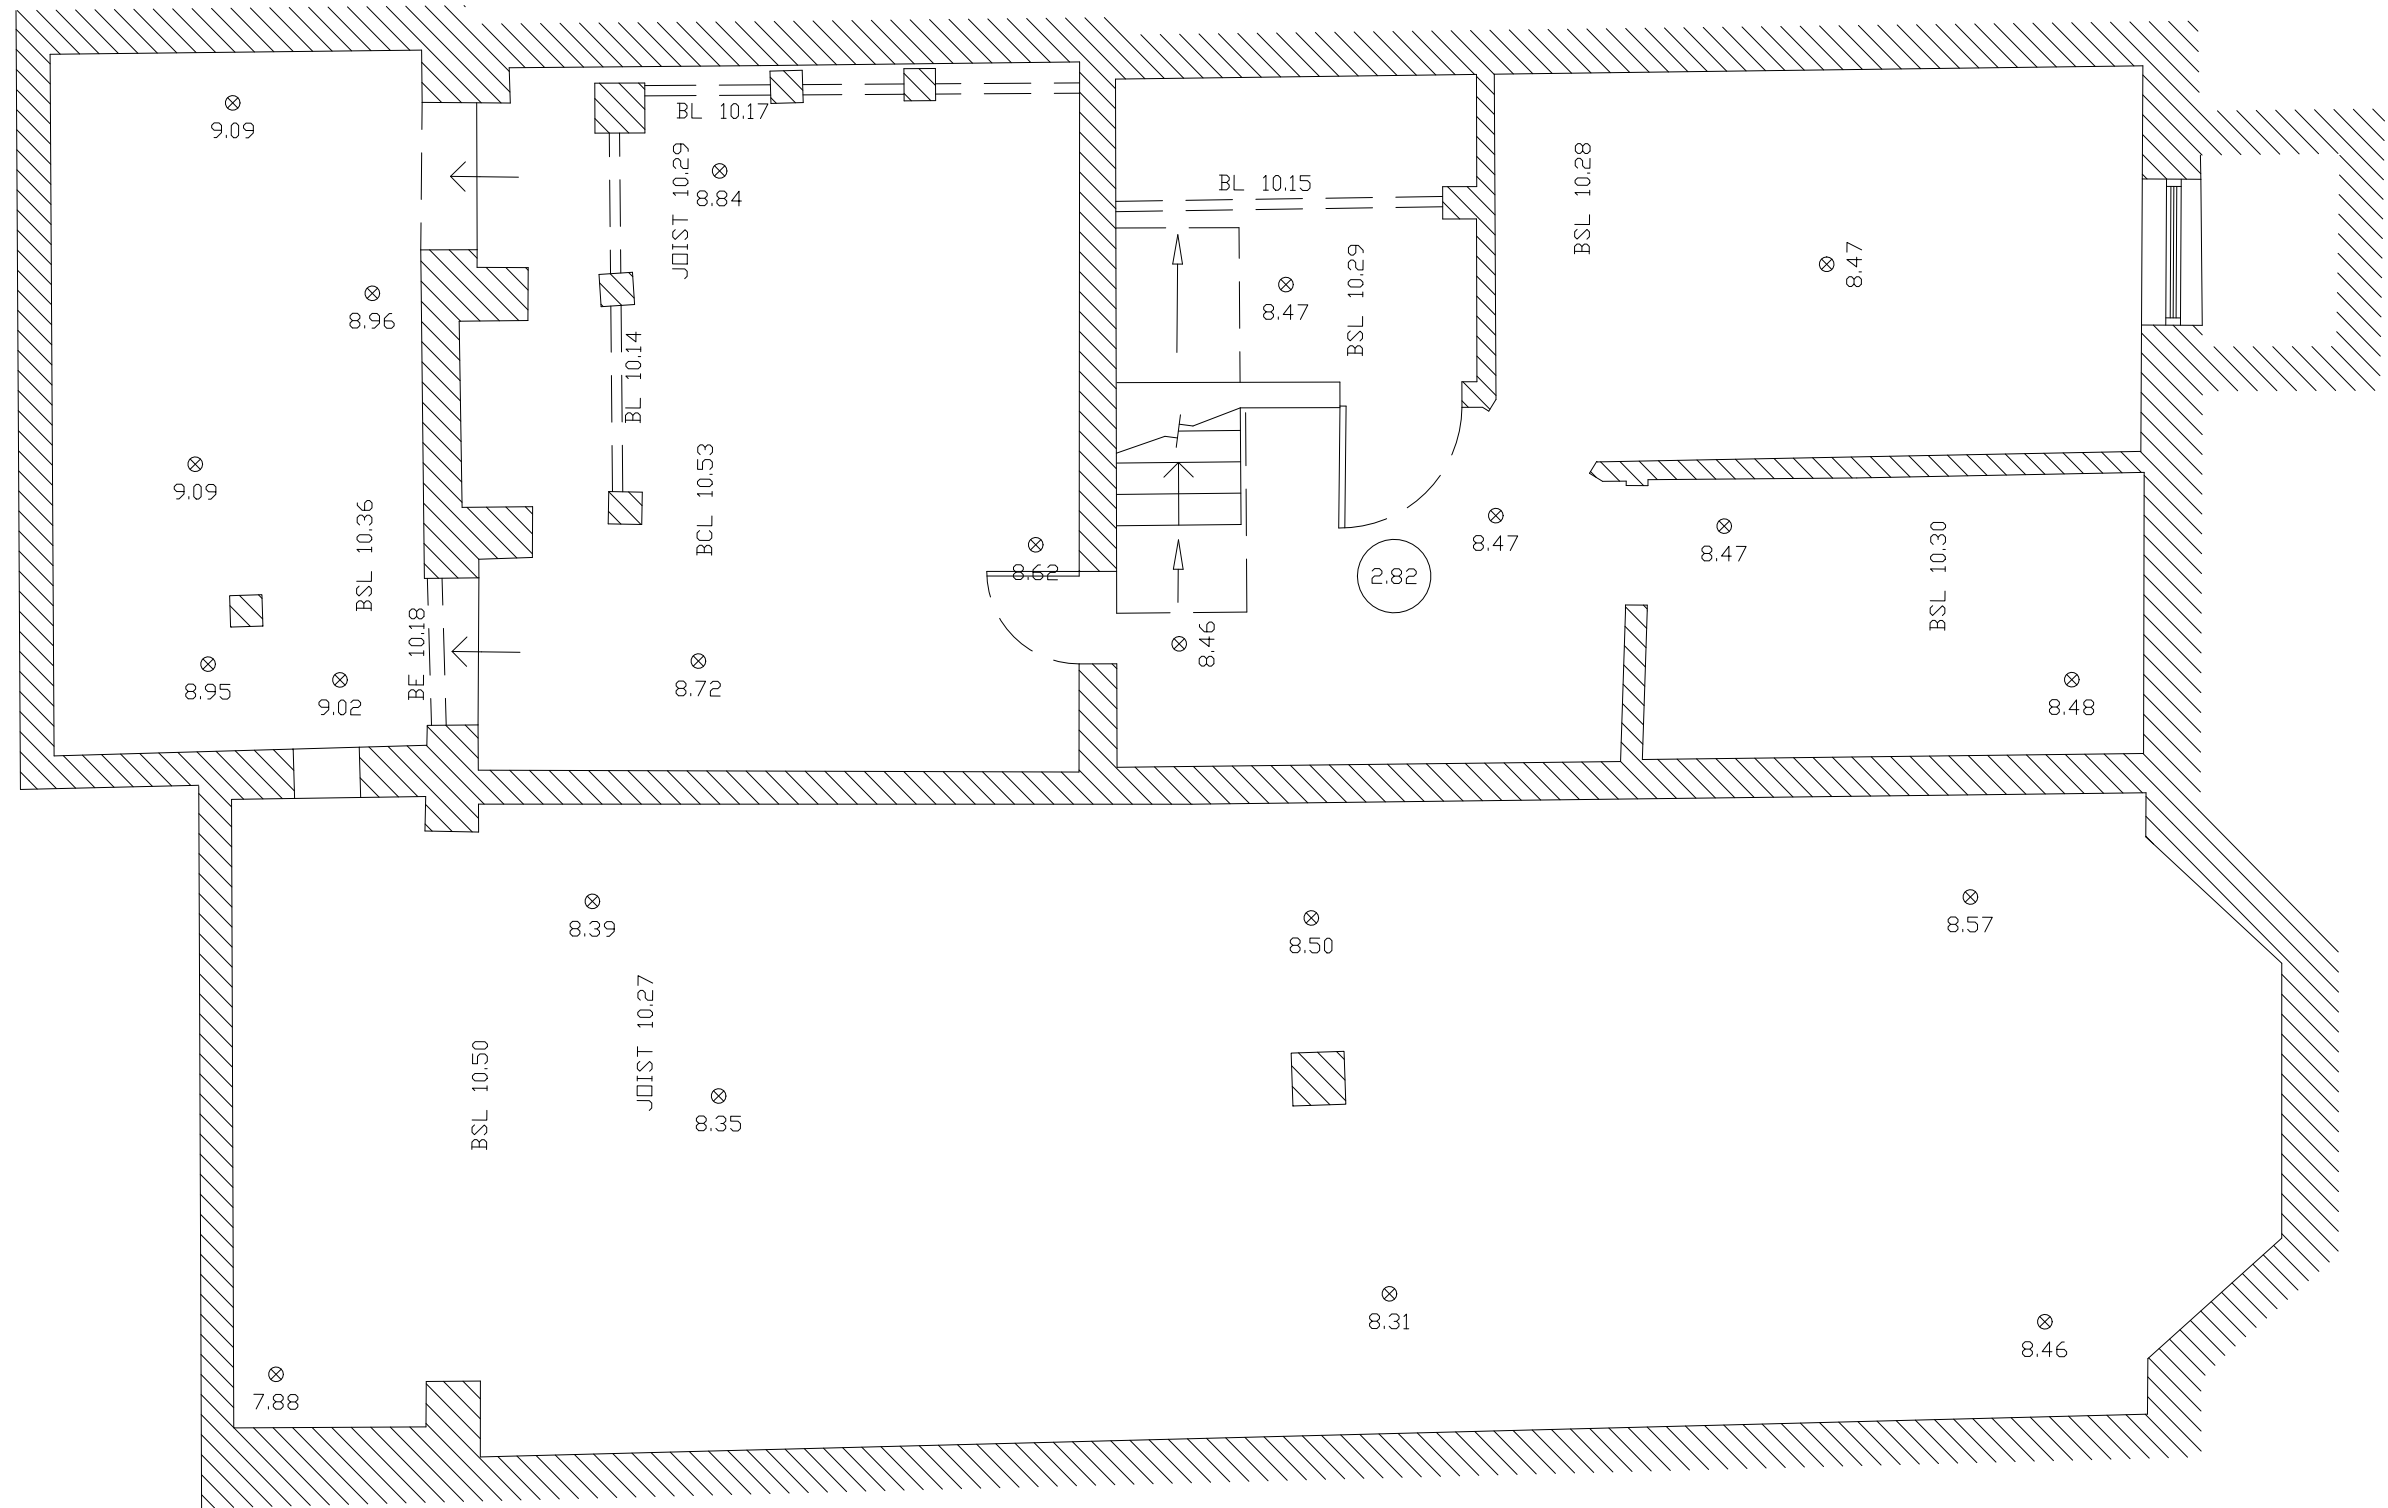 9.09
BL 10.17
JOIST 10.29
8.84
BL 10.15
BSL 10.28
BSL 10.29
8.47
8.47
8.96
BL 10.14
9.09
BSL 10.36
BCL 10.53
8.62
8.47
8.47
BSL 10.30
2.82
BE 10.18
8.46
8.95
9.02
8.72
8.48
8.39
8.50
8.57
JOIST 10.27
BSL 10.50
8.35
8.31
8.46
7.88